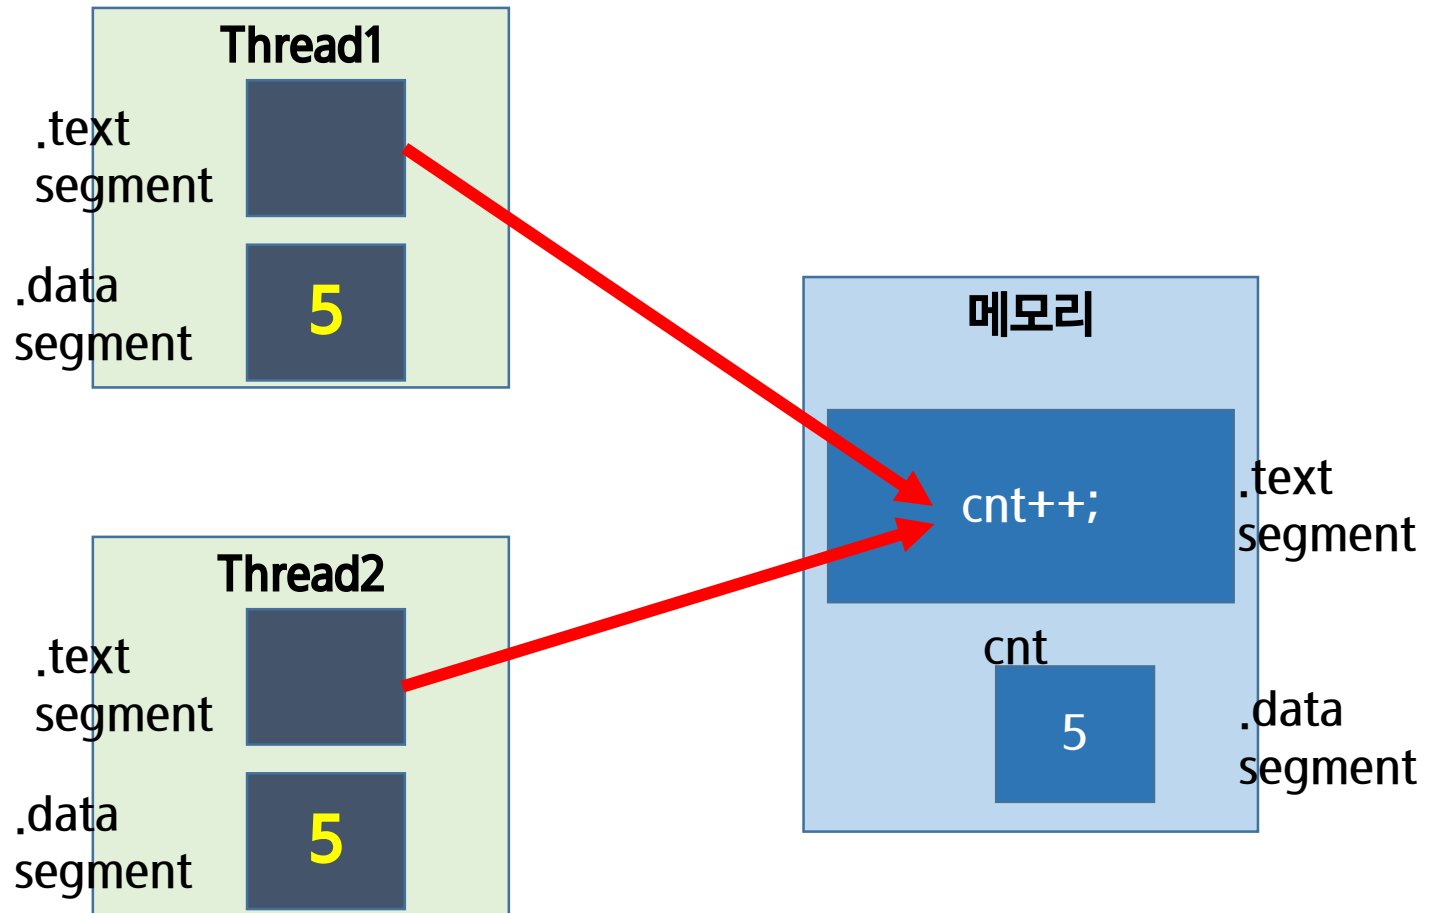 Thread1
.text
segment
.data
segment
5
Thread2
.text
segment
.data
segment
5
메모리
cnt++;
.text
segment
cnt
5
.data
segment